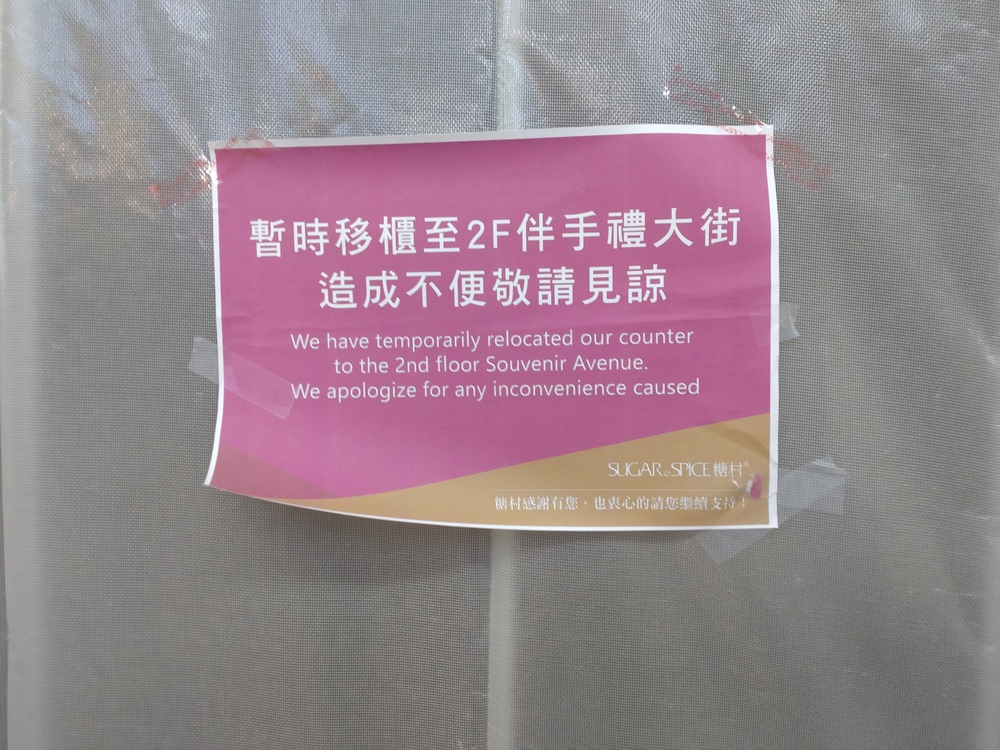 暫時移櫃至2F伴手禮大街
造成不便敬請見諒
We have temporarily relocated our counter
to the 2nd floor Souvenir Avenue.
We apologize for any inconvenience caused
SUGAR & SPICE 糖村®
糖村感謝有您，也衷心的請您繼續支持！